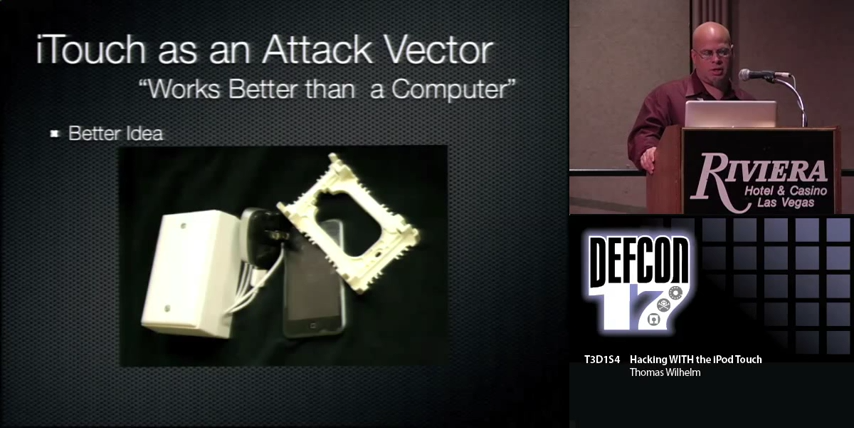 iTouch as an Attack Vector
“Works Better than a Computer”
Better Idea
RIVIERA
Hotel & Casino
Las Vegas
DEFCON
17
T3D1S4 Hacking WITH the iPod Touch
Thomas Wilhelm